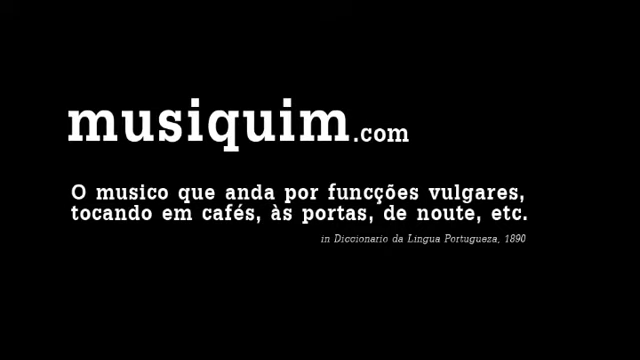 musiquim.com
O musico que anda por funcções vulgares,
tocando em cafés, às portas, de noute, etc.
in Diccionario da Lingua Portugueza, 1890